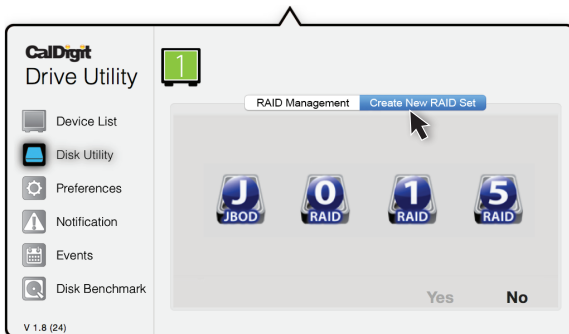 CalDigit
Drive Utility
1
RAID Management
Create New RAID Set
Device List
Disk Utility
Preferences
Notification
Events
Disk Benchmark
J
JBOD
0
RAID
1
RAID
5
RAID
Yes
No
V 1.8 (24)